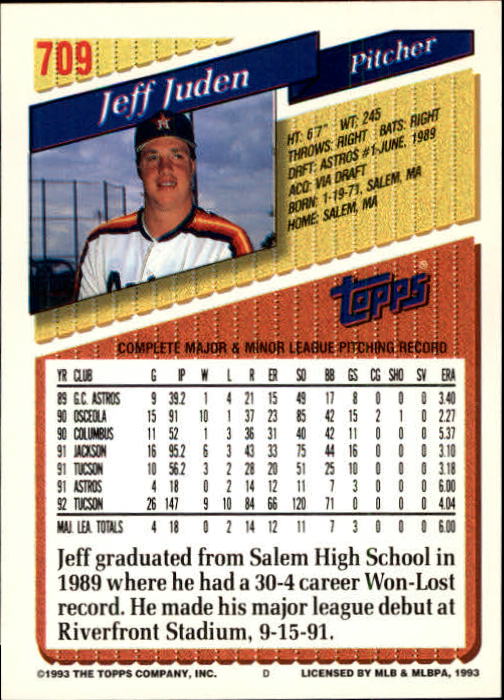 709
Jeff Juden
Pitcher
HT: 6'7" WT: 245
THROWS: RIGHT BATS: RIGHT
DRFT: ASTROS #1-JUNE, 1989
ACQ: VIA DRAFT
BORN: 1-19-71, SALEM, MA
HOME: SALEM, MA
Topps®
COMPLETE MAJOR & MINOR LEAGUE PITCHING RECORD
YR CLUB G IP W L R ER SO BB GS CG SHO SV ERA
89 G.C. ASTROS 9 39.2 1 4 21 15 49 17 8 0 0 0 3.40
90 OSCEOLA 15 91 10 1 37 23 85 42 15 2 1 0 2.27
90 COLUMBUS 11 52 1 3 36 31 40 42 11 0 0 0 5.37
91 JACKSON 16 95.2 6 3 43 33 75 44 16 0 0 0 3.10
91 TUCSON 10 56.2 3 2 28 20 51 25 10 0 0 0 3.18
91 ASTROS 4 18 0 2 14 12 11 7 3 0 0 0 6.00
92 TUCSON 26 147 9 10 84 66 120 71 0 0 0 0 4.04
MAJ. LEA. TOTALS 4 18 0 2 14 12 11 7 3 0 0 0 6.00
Jeff graduated from Salem High School in
1989 where he had a 30-4 career Won-Lost
record. He made his major league debut at
Riverfront Stadium, 9-15-91.
©1993 THE TOPPS COMPANY, INC. D LICENSED BY MLB & MLBPA, 1993